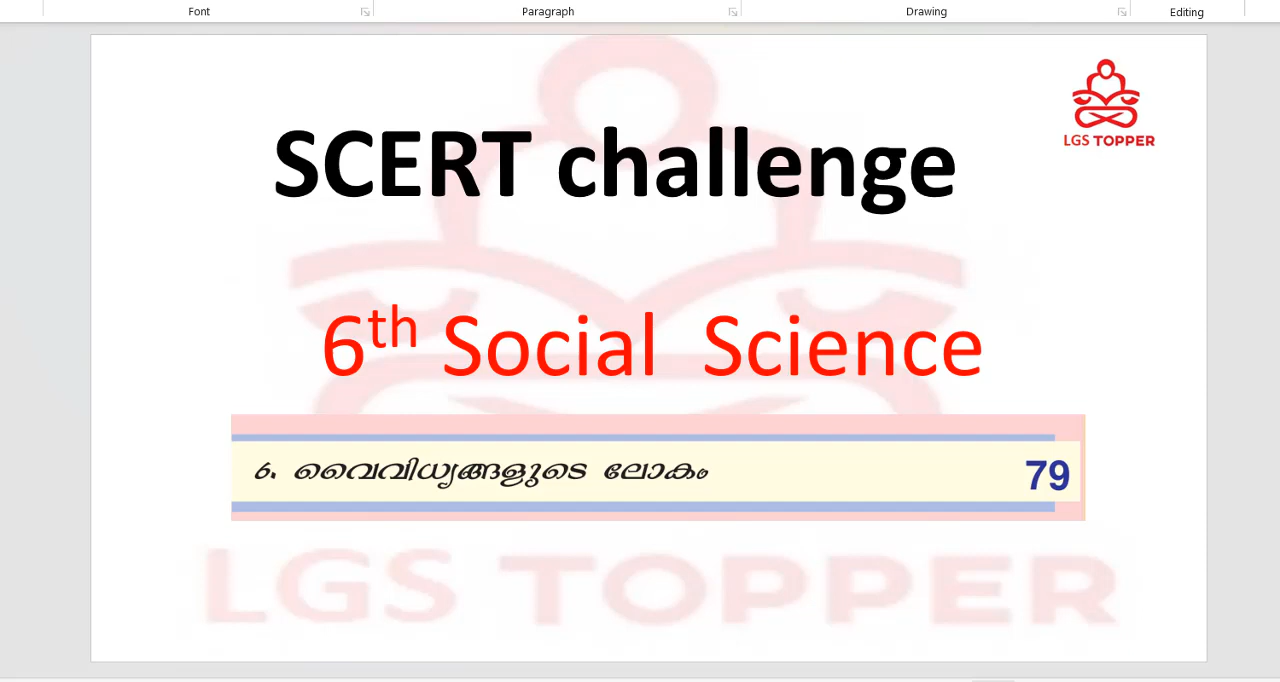 Font Paragraph Drawing Editing
LGS TOPPER
SCERT challenge
6th Social Science
6. വൈവിധ്യങ്ങളുടെ ലോകം 79
LGS TOPPER